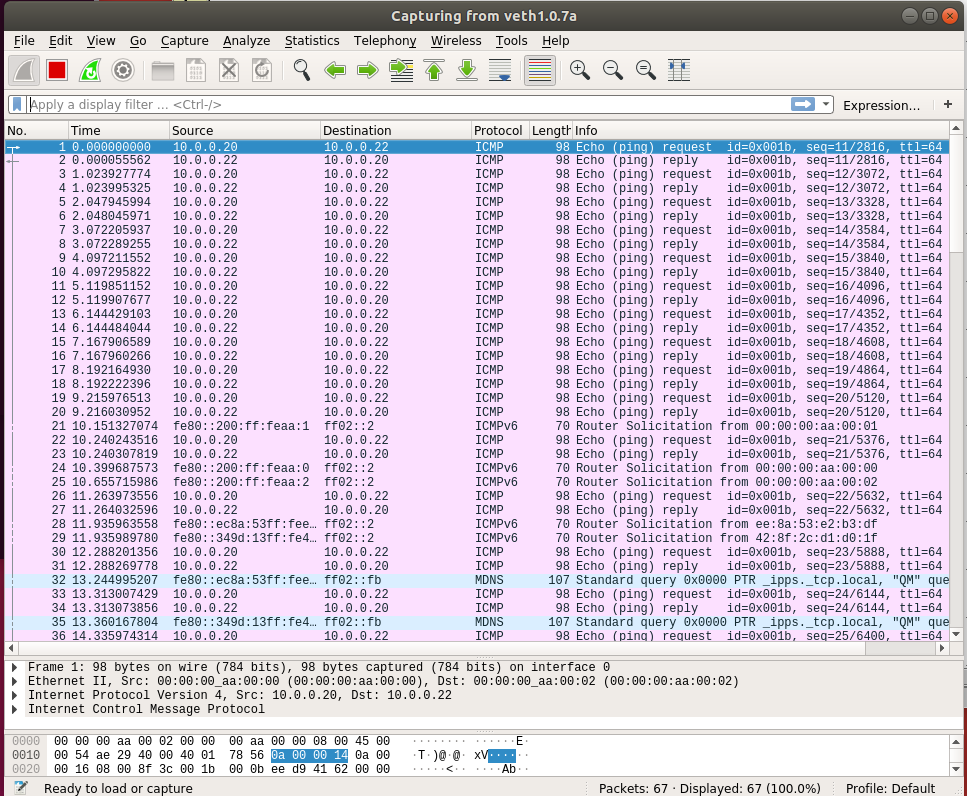 Capturing from veth1.0.7a
File Edit View Go Capture Analyze Statistics Telephony Wireless Tools Help
Apply a display filter ... <Ctrl-/> Expression... +
No. Time Source Destination Protocol Length Info
1 0.000000000 10.0.0.20 10.0.0.22 ICMP 98 Echo (ping) request id=0x001b, seq=11/2816, ttl=64
2 0.000055562 10.0.0.22 10.0.0.20 ICMP 98 Echo (ping) reply id=0x001b, seq=11/2816, ttl=64
3 1.023927774 10.0.0.20 10.0.0.22 ICMP 98 Echo (ping) request id=0x001b, seq=12/3072, ttl=64
4 1.023995325 10.0.0.22 10.0.0.20 ICMP 98 Echo (ping) reply id=0x001b, seq=12/3072, ttl=64
5 2.047945994 10.0.0.20 10.0.0.22 ICMP 98 Echo (ping) request id=0x001b, seq=13/3328, ttl=64
6 2.048045971 10.0.0.22 10.0.0.20 ICMP 98 Echo (ping) reply id=0x001b, seq=13/3328, ttl=64
7 3.072205937 10.0.0.20 10.0.0.22 ICMP 98 Echo (ping) request id=0x001b, seq=14/3584, ttl=64
8 3.072289255 10.0.0.22 10.0.0.20 ICMP 98 Echo (ping) reply id=0x001b, seq=14/3584, ttl=64
9 4.097211552 10.0.0.20 10.0.0.22 ICMP 98 Echo (ping) request id=0x001b, seq=15/3840, ttl=64
10 4.097295822 10.0.0.22 10.0.0.20 ICMP 98 Echo (ping) reply id=0x001b, seq=15/3840, ttl=64
11 5.119851152 10.0.0.20 10.0.0.22 ICMP 98 Echo (ping) request id=0x001b, seq=16/4096, ttl=64
12 5.119907677 10.0.0.22 10.0.0.20 ICMP 98 Echo (ping) reply id=0x001b, seq=16/4096, ttl=64
13 6.144429103 10.0.0.20 10.0.0.22 ICMP 98 Echo (ping) request id=0x001b, seq=17/4352, ttl=64
14 6.144484044 10.0.0.22 10.0.0.20 ICMP 98 Echo (ping) reply id=0x001b, seq=17/4352, ttl=64
15 7.167906589 10.0.0.20 10.0.0.22 ICMP 98 Echo (ping) request id=0x001b, seq=18/4608, ttl=64
16 7.167960266 10.0.0.22 10.0.0.20 ICMP 98 Echo (ping) reply id=0x001b, seq=18/4608, ttl=64
17 8.192164930 10.0.0.20 10.0.0.22 ICMP 98 Echo (ping) request id=0x001b, seq=19/4864, ttl=64
18 8.192222396 10.0.0.22 10.0.0.20 ICMP 98 Echo (ping) reply id=0x001b, seq=19/4864, ttl=64
19 9.215976513 10.0.0.20 10.0.0.22 ICMP 98 Echo (ping) request id=0x001b, seq=20/5120, ttl=64
20 9.216030952 10.0.0.22 10.0.0.20 ICMP 98 Echo (ping) reply id=0x001b, seq=20/5120, ttl=64
21 10.151327074 fe80::200:ff:feaa:1 ff02::2 ICMPv6 70 Router Solicitation from 00:00:00:aa:00:01
22 10.240243516 10.0.0.20 10.0.0.22 ICMP 98 Echo (ping) request id=0x001b, seq=21/5376, ttl=64
23 10.240307819 10.0.0.22 10.0.0.20 ICMP 98 Echo (ping) reply id=0x001b, seq=21/5376, ttl=64
24 10.399687573 fe80::200:ff:feaa:0 ff02::2 ICMPv6 70 Router Solicitation from 00:00:00:aa:00:00
25 10.655715986 fe80::200:ff:feaa:2 ff02::2 ICMPv6 70 Router Solicitation from 00:00:00:aa:00:02
26 11.263973556 10.0.0.20 10.0.0.22 ICMP 98 Echo (ping) request id=0x001b, seq=22/5632, ttl=64
27 11.264032596 10.0.0.22 10.0.0.20 ICMP 98 Echo (ping) reply id=0x001b, seq=22/5632, ttl=64
28 11.935963558 fe80::ec8a:53ff:fee… ff02::2 ICMPv6 70 Router Solicitation from ee:8a:53:e2:b3:df
29 11.935989780 fe80::349d:13ff:fe4… ff02::2 ICMPv6 70 Router Solicitation from 42:8f:2c:d1:d0:1f
30 12.288201356 10.0.0.20 10.0.0.22 ICMP 98 Echo (ping) request id=0x001b, seq=23/5888, ttl=64
31 12.288269778 10.0.0.22 10.0.0.20 ICMP 98 Echo (ping) reply id=0x001b, seq=23/5888, ttl=64
32 13.244995207 fe80::ec8a:53ff:fee… ff02::fb MDNS 107 Standard query 0x0000 PTR _ipps._tcp.local, "QM" que
33 13.313007429 10.0.0.20 10.0.0.22 ICMP 98 Echo (ping) request id=0x001b, seq=24/6144, ttl=64
34 13.313073856 10.0.0.22 10.0.0.20 ICMP 98 Echo (ping) reply id=0x001b, seq=24/6144, ttl=64
35 13.360167804 fe80::349d:13ff:fe4… ff02::fb MDNS 107 Standard query 0x0000 PTR _ipps._tcp.local, "QM" que
36 14.335974314 10.0.0.20 10.0.0.22 ICMP 98 Echo (ping) request id=0x001b, seq=25/6400, ttl=64
Frame 1: 98 bytes on wire (784 bits), 98 bytes captured (784 bits) on interface 0
Ethernet II, Src: 00:00:00_aa:00:00 (00:00:00:aa:00:00), Dst: 00:00:00_aa:00:02 (00:00:00:aa:00:02)
Internet Protocol Version 4, Src: 10.0.0.20, Dst: 10.0.0.22
Internet Control Message Protocol
0000 00 00 00 aa 00 02 00 00 00 aa 00 00 08 00 45 00 ········ ······E·
0010 00 54 ae 29 40 00 40 01 78 56 0a 00 00 14 0a 00 ·T·)@·@· xV······
0020 00 16 08 00 8f 3c 00 1b 00 0b ee d9 41 62 00 00 ·····<·· ····Ab··
Ready to load or capture Packets: 67 · Displayed: 67 (100.0%) Profile: Default